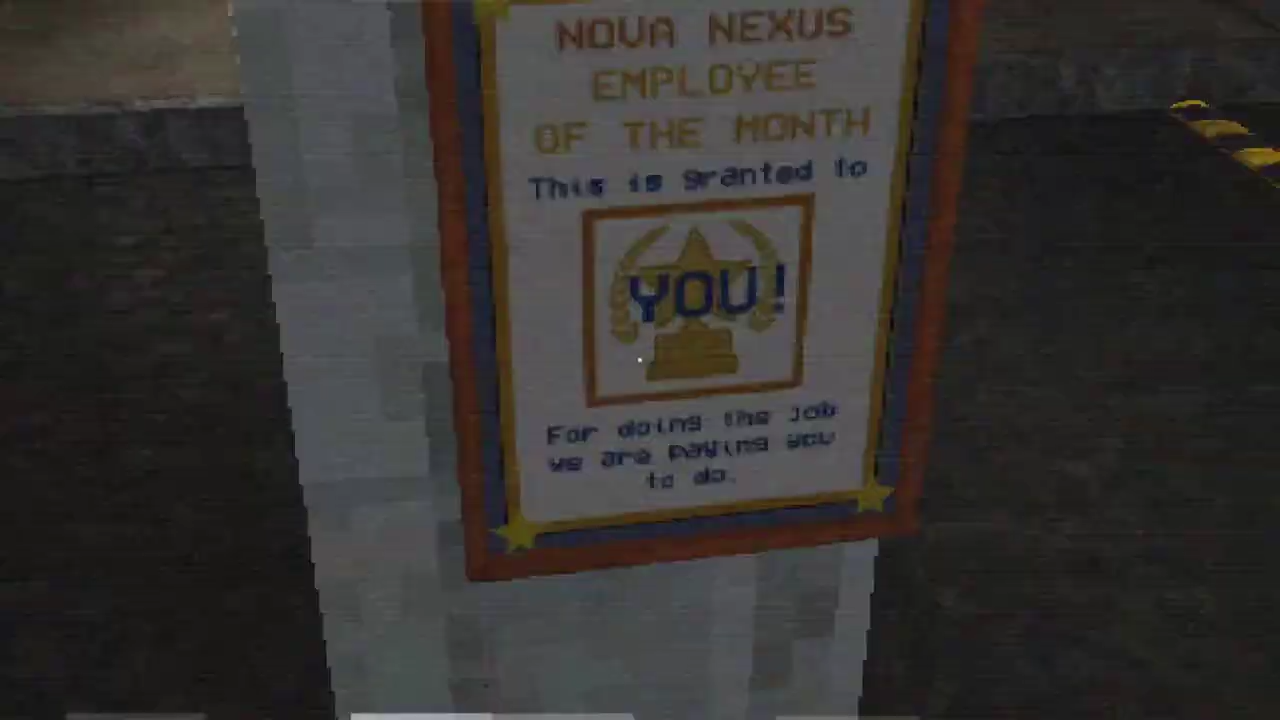 NOVA NEXUS
EMPLOYEE
OF THE MONTH
This is granted to
YOU!
For doing the job
we are paying you
to do.